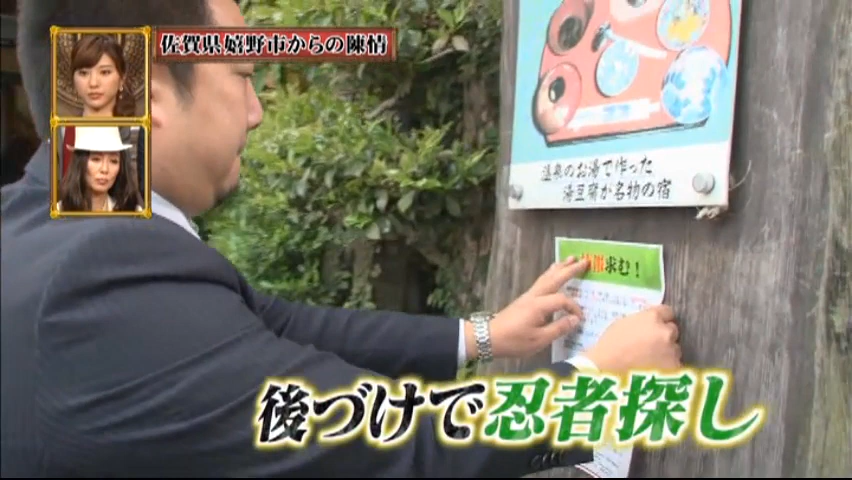 佐賀県嬉野市からの陳情
温泉のお湯で作った
湯豆腐が名物の宿
情報求む!
後づけで忍者探し